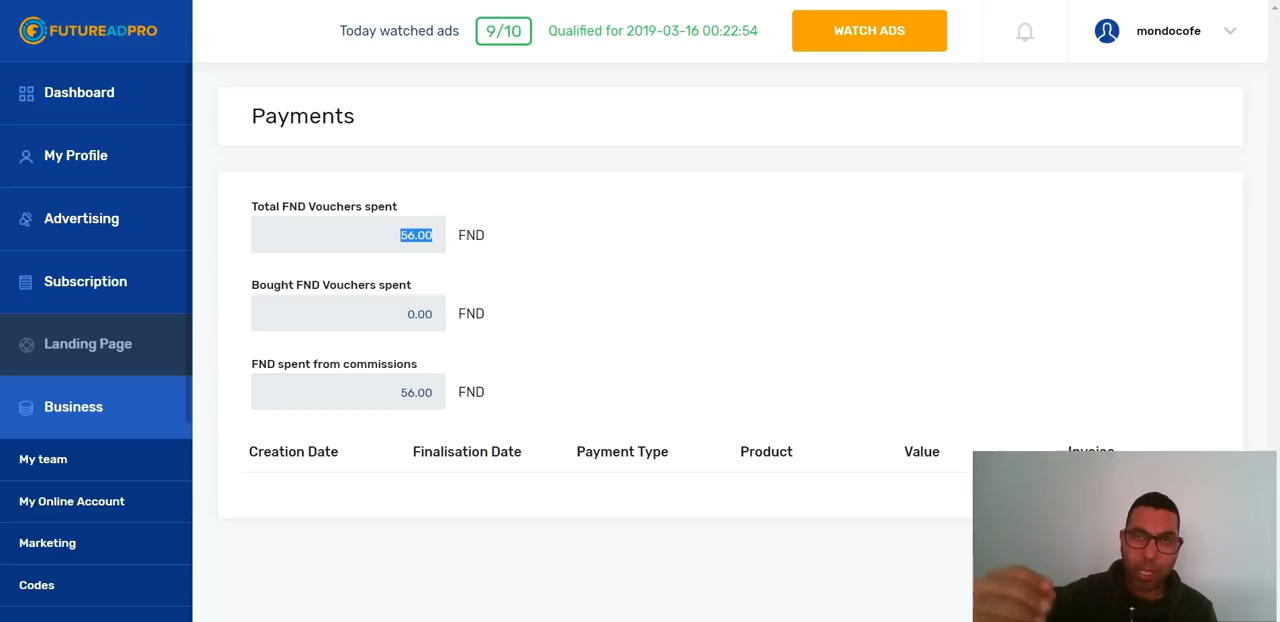 FUTUREADPRO
Today watched ads 9/10 Qualified for 2019-03-16 00:22:54 WATCH ADS mondocofe
Dashboard
My Profile
Advertising
Subscription
Landing Page
Business
My team
My Online Account
Marketing
Codes
Payments
Total FND Vouchers spent
56.00 FND
Bought FND Vouchers spent
0.00 FND
FND spent from commissions
56.00 FND
Creation Date Finalisation Date Payment Type Product Value Invoice